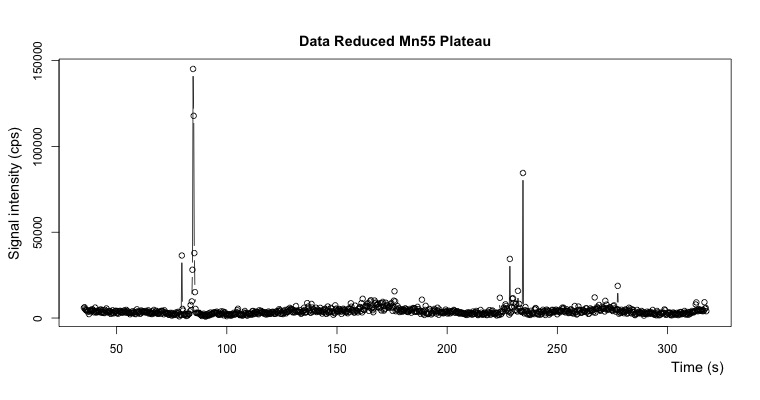 Data Reduced Mn55 Plateau
Signal intensity (cps)
150000
100000
50000
0
50 100 150 200 250 300
Time (s)